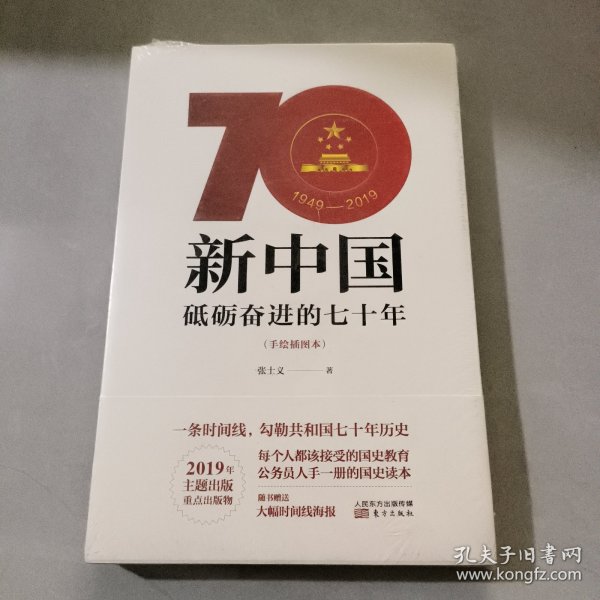 70
1949—2019
新中国
砥砺奋进的七十年
(手绘插图本)
张士义——著
一条时间线，勾勒共和国七十年历史
2019年
主题出版
重点出版物
每个人都该接受的国史教育
公务员人手一册的国史读本
随书赠送
大幅时间线海报
人民东方出版传媒
东方出版社
孔夫子旧书网
www.kongfz.com